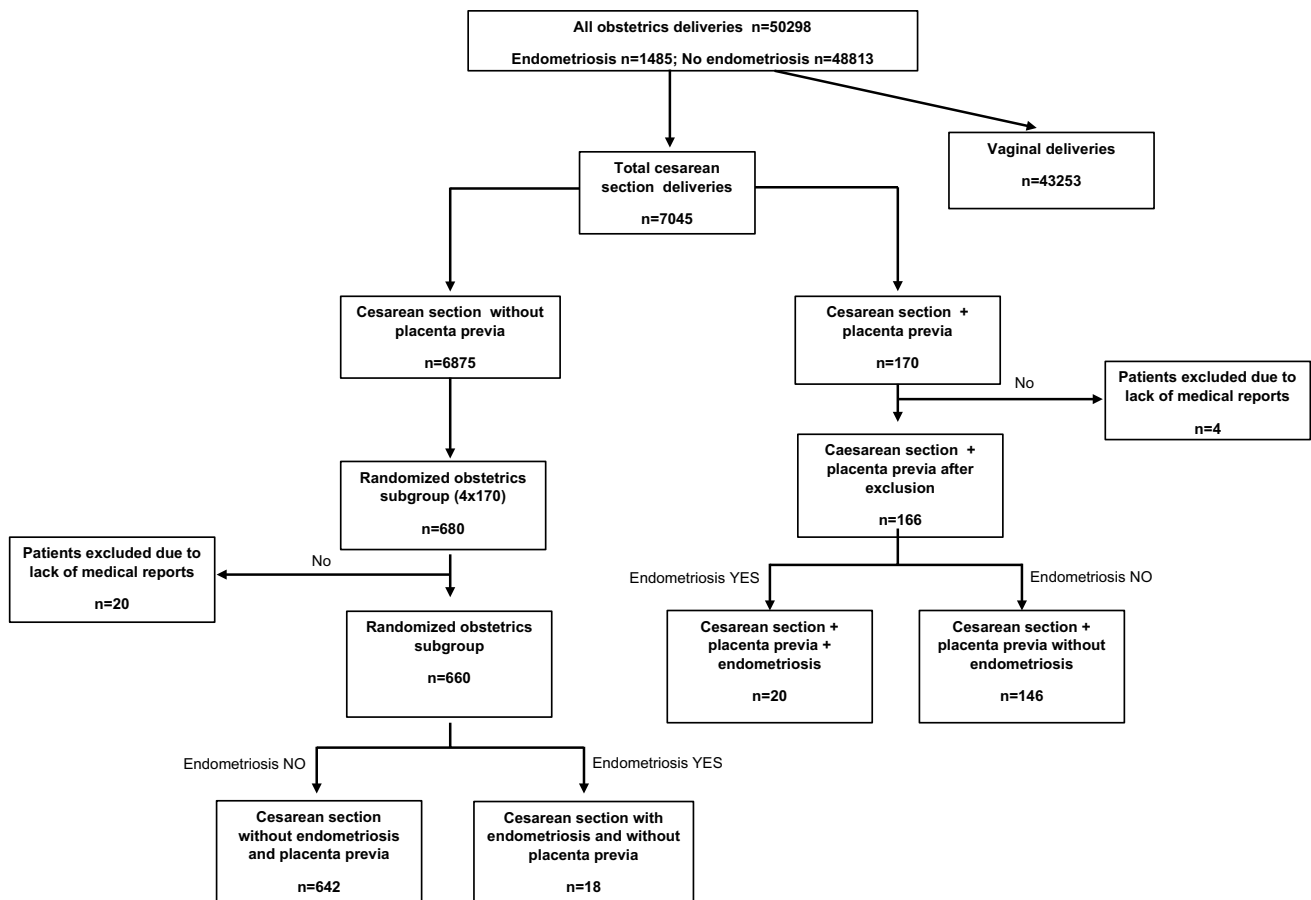 All obstetrics deliveries n=50298
Endometriosis n=1485; No endometriosis n=48813
Vaginal deliveries
n=43253
Total cesarean
section deliveries
n=7045
Cesarean section without
placenta previa
n=6875
Cesarean section +
placenta previa
n=170
No
Patients excluded due to
lack of medical reports
n=4
Caesarean section +
placenta previa after
exclusion
n=166
Randomized obstetrics
subgroup (4x170)
n=680
No
Patients excluded due to
lack of medical reports
n=20
Endometriosis YES
Endometriosis NO
Randomized obstetrics
subgroup
n=660
Cesarean section +
placenta previa +
endometriosis
n=20
Cesarean section +
placenta previa without
endometriosis
n=146
Endometriosis NO
Endometriosis YES
Cesarean section
without endometriosis
and placenta previa
n=642
Cesarean section with
endometriosis and without
placenta previa
n=18